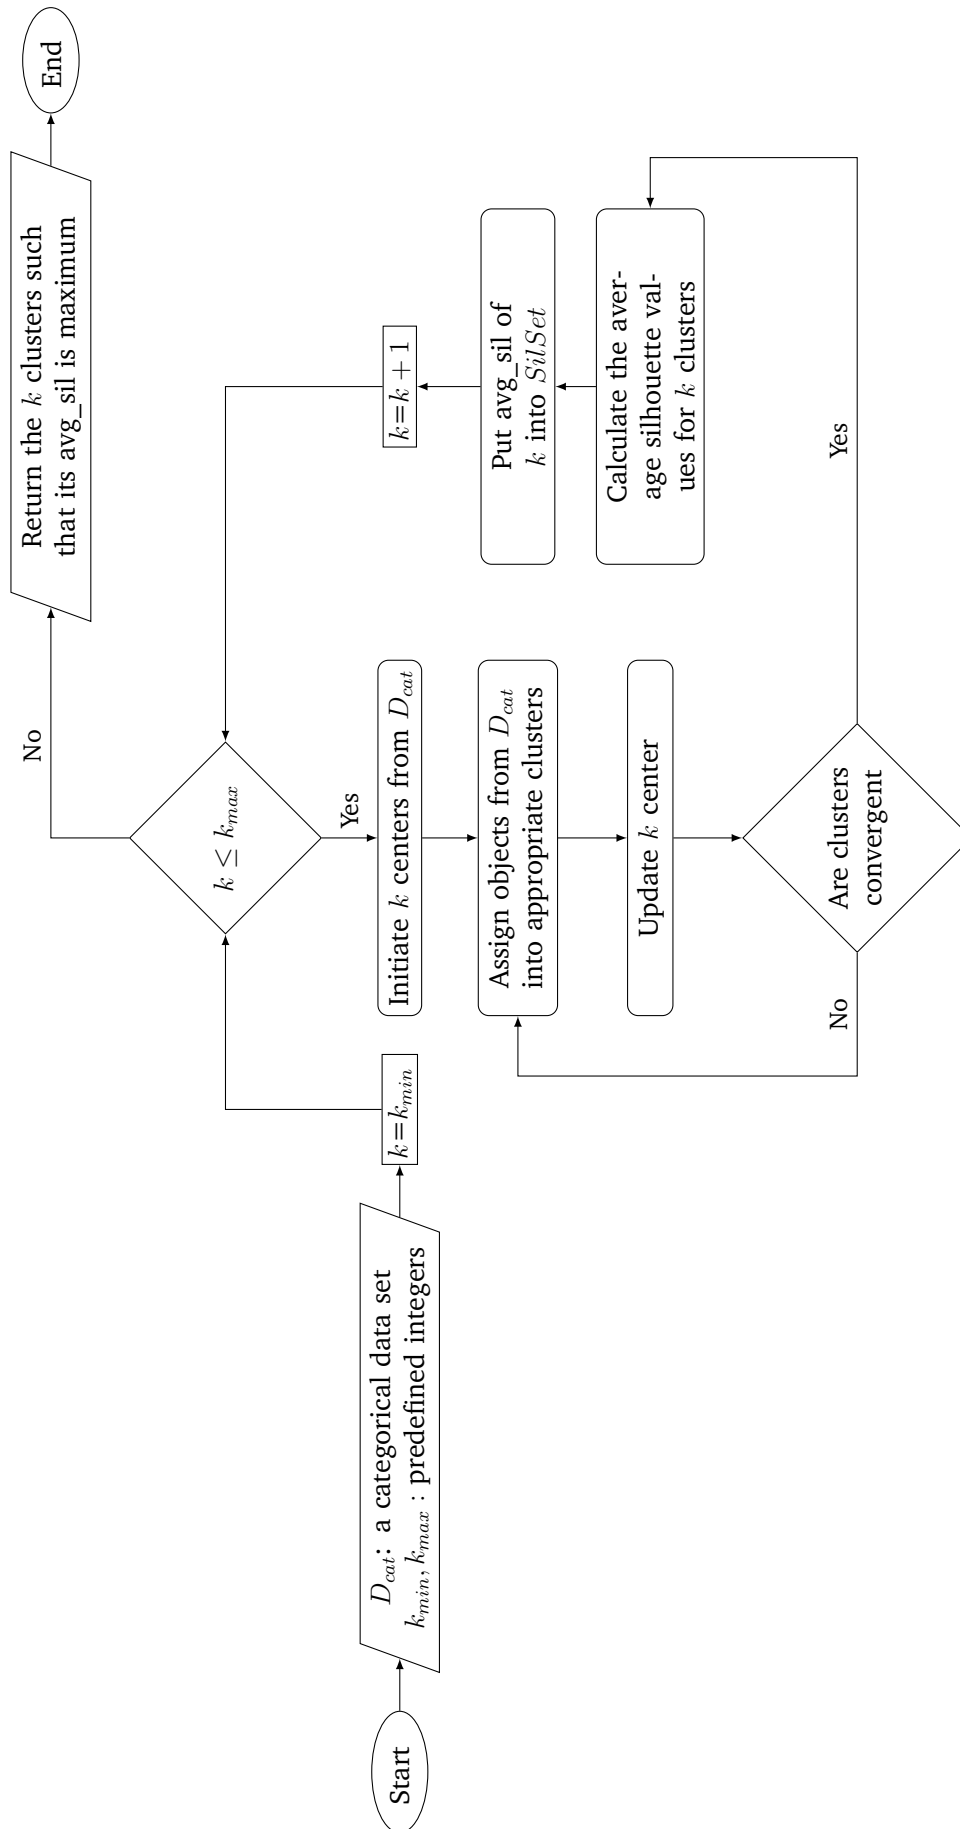 Start
D_cat: a categorical data set
k_min, k_max : predefined integers
k=k_min
k ≤ k_max
No
Return the k clusters such
that its avg_sil is maximum
End
Yes
Initiate k centers from D_cat
Assign objects from D_cat
into appropriate clusters
Update k center
Are clusters
convergent
No
Yes
Calculate the aver-
age silhouette val-
ues for k clusters
Put avg_sil of
k into SilSet
k=k + 1